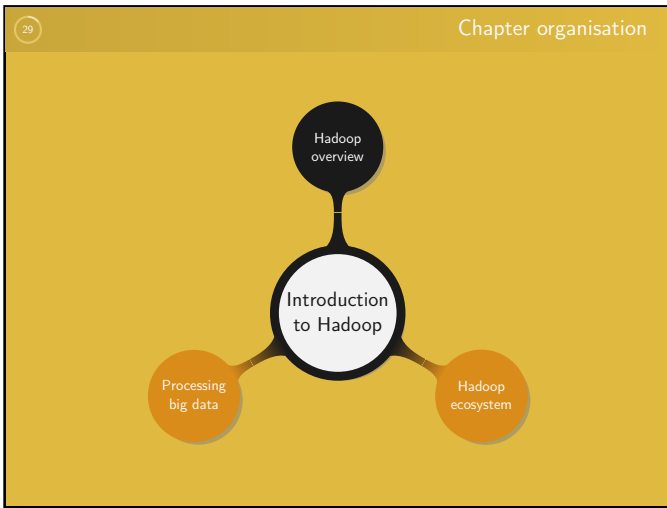 29
Chapter organisation
Hadoop
overview
Introduction
to Hadoop
Processing
big data
Hadoop
ecosystem